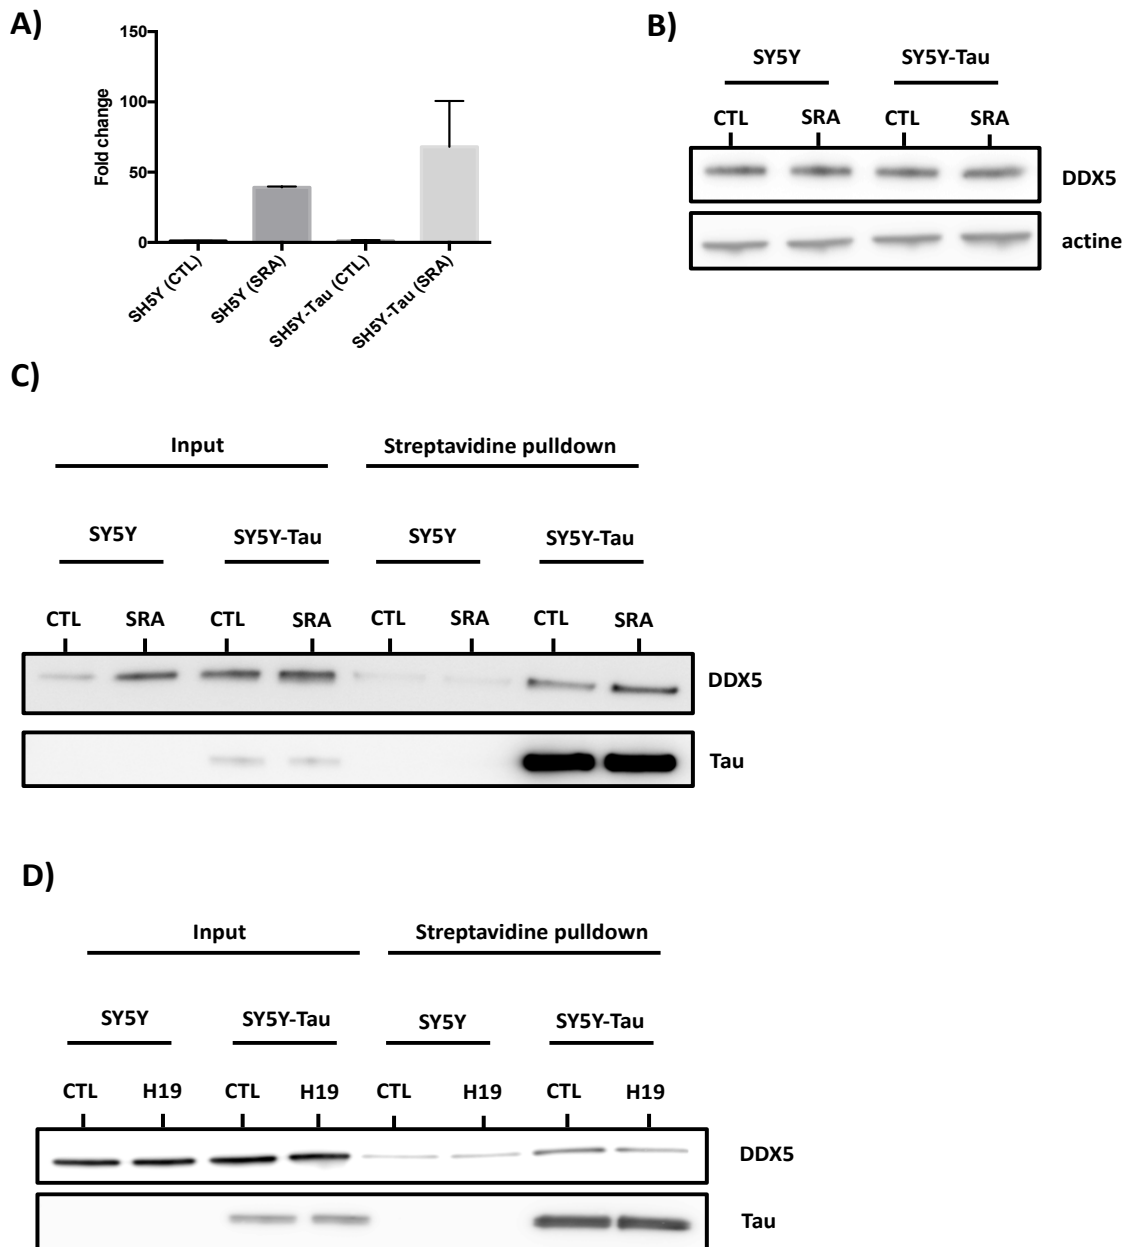 A)
150
100
50
0
Fold change
SH5Y (CTL)
SH5Y (SRA)
SH5Y-Tau (CTL)
SH5Y-Tau (SRA)
B)
SY5Y SY5Y-Tau
CTL SRA CTL SRA
DDX5
actine
C)
Input Streptavidine pulldown
SY5Y SY5Y-Tau SY5Y SY5Y-Tau
CTL SRA CTL SRA CTL SRA CTL SRA
DDX5
Tau
D)
Input Streptavidine pulldown
SY5Y SY5Y-Tau SY5Y SY5Y-Tau
CTL H19 CTL H19 CTL H19 CTL H19
DDX5
Tau